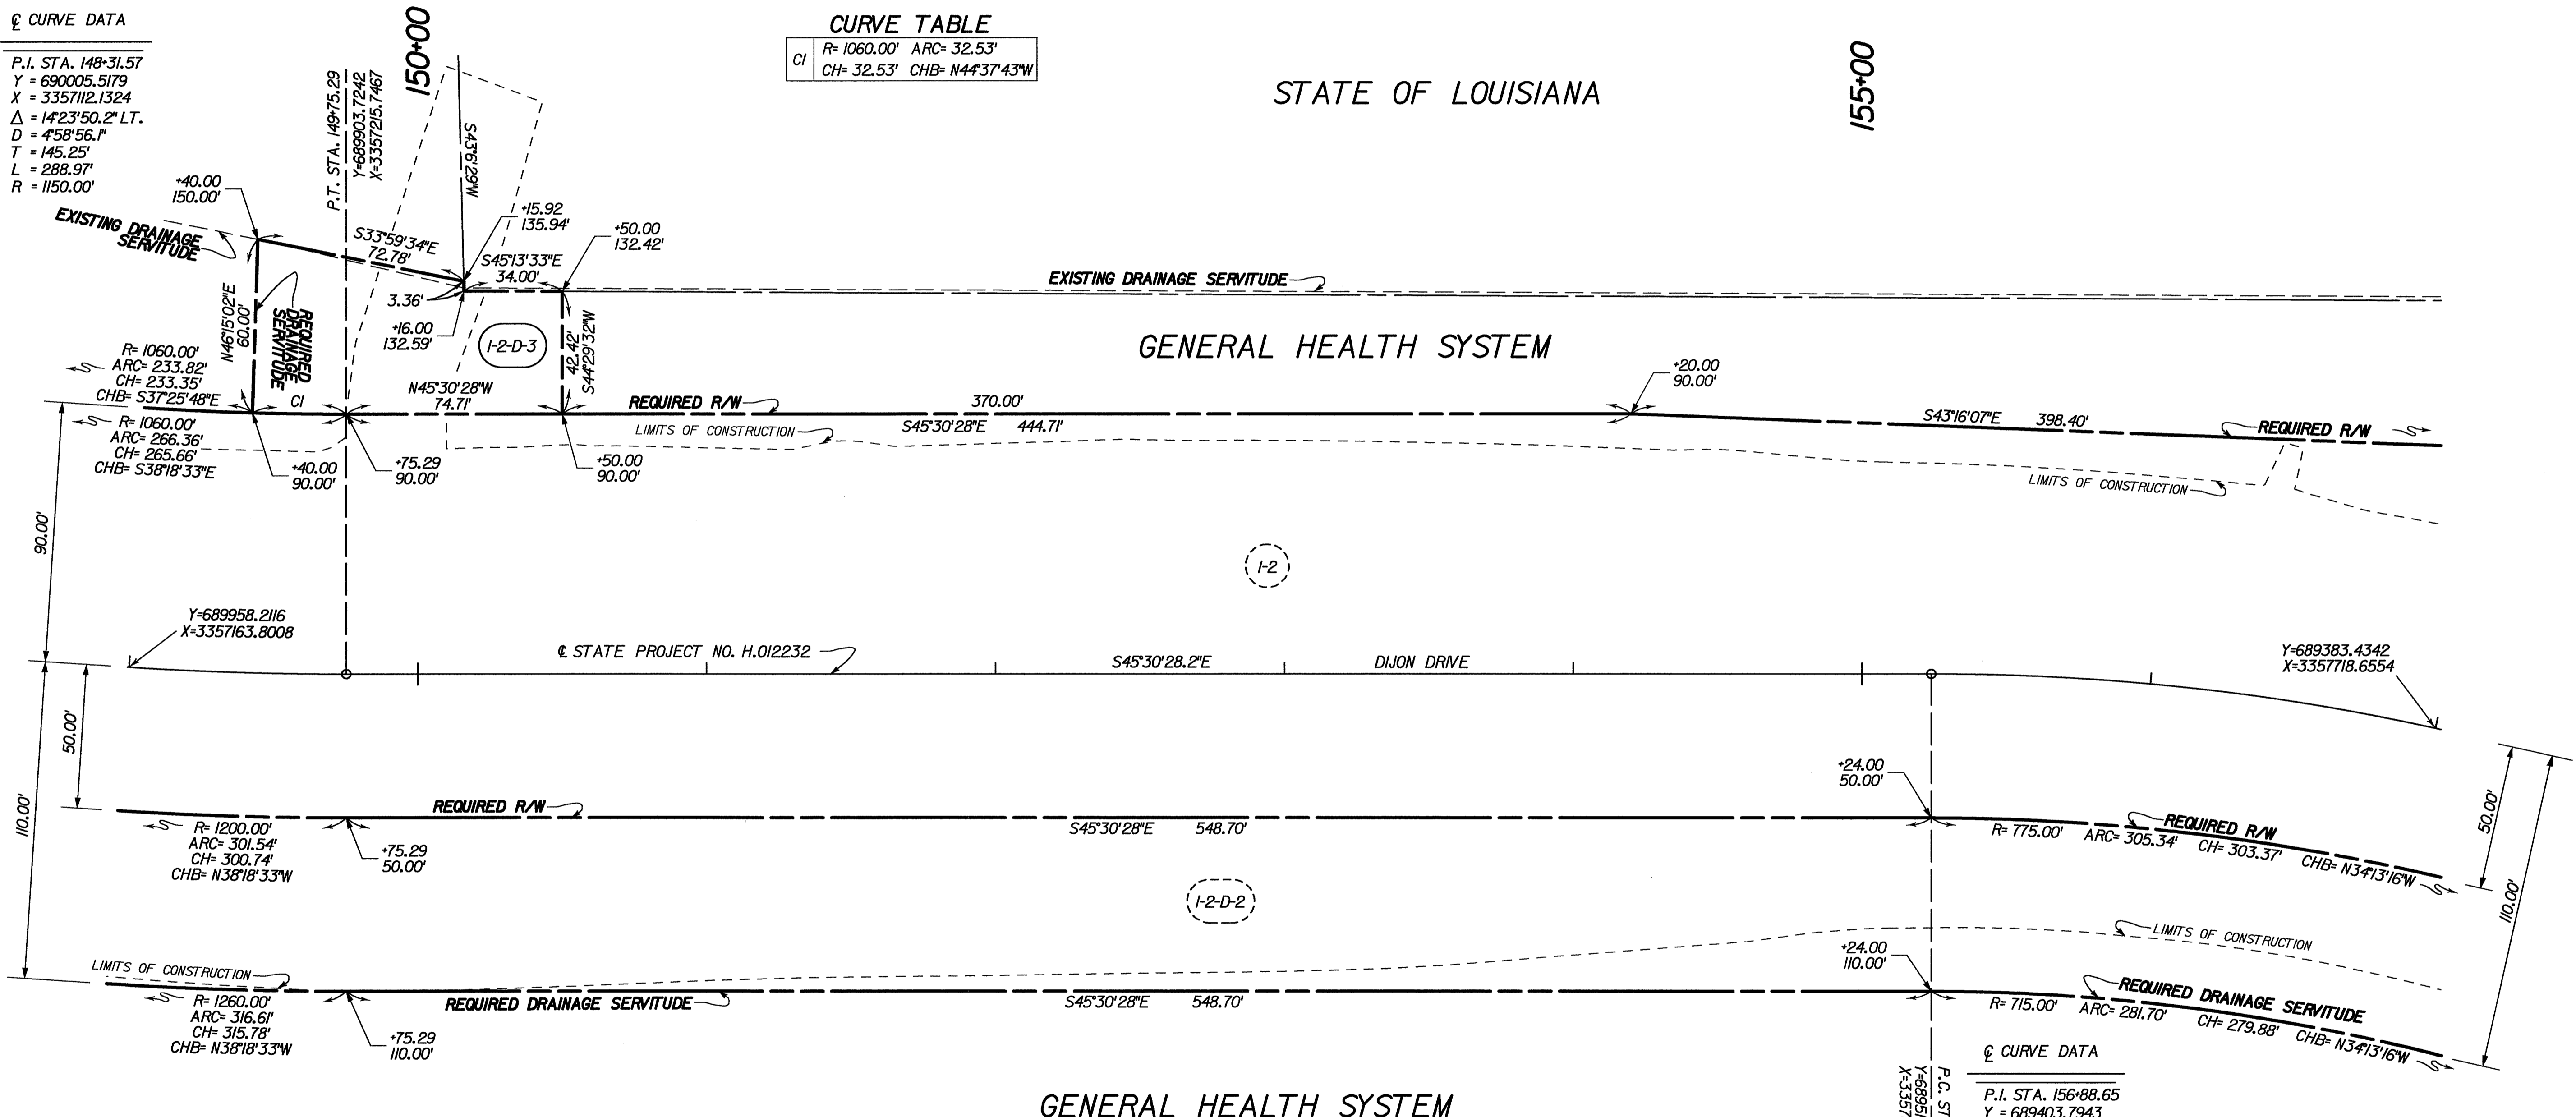 ℄ CURVE DATA
P.I. STA. 148+31.57
Y = 690005.5179
X = 3357112.1324
Δ = 14°23'50.2" LT.
D = 4°58'56.1"
T = 145.25'
L = 288.97'
R = 1150.00'
150+00
CURVE TABLE
C1 R= 1060.00' ARC= 32.53'
CH= 32.53' CHB= N44°37'43"W
STATE OF LOUISIANA
155+00
P.T. STA. 149+75.29
Y=689903.7242
X=3357215.7467
S43°6'29"W
+40.00
150.00'
EXISTING DRAINAGE
SERVITUDE
S33°59'34"E
72.78'
+15.92
135.94'
S45°13'33"E
34.00'
+50.00
132.42'
3.36'
+16.00
132.59'
1-2-D-3
42.42'
S44°29'32"W
N46°15'02"E
60.00'
REQUIRED
DRAINAGE
SERVITUDE
EXISTING DRAINAGE SERVITUDE
GENERAL HEALTH SYSTEM
R= 1060.00'
ARC= 233.82'
CH= 233.35'
CHB= S37°25'48"E
C1
N45°30'28"W
74.71'
REQUIRED R/W
370.00'
S45°30'28"E 444.71'
LIMITS OF CONSTRUCTION
+20.00
90.00'
S43°16'07"E 398.40'
REQUIRED R/W
R= 1060.00'
ARC= 266.36'
CH= 265.66'
CHB= S38°18'33"E
+40.00
90.00'
+75.29
90.00'
+50.00
90.00'
LIMITS OF CONSTRUCTION
90.00'
1-2
Y=689958.2116
X=3357163.8008
℄ STATE PROJECT NO. H.012232
S45°30'28.2"E
DIJON DRIVE
Y=689383.4342
X=3357718.6554
50.00'
110.00'
REQUIRED R/W
R= 1200.00'
ARC= 301.54'
CH= 300.74'
CHB= N38°18'33"W
+75.29
50.00'
S45°30'28"E 548.70'
+24.00
50.00'
REQUIRED R/W
R= 775.00' ARC= 305.34' CH= 303.37' CHB= N34°13'16"W
50.00'
110.00'
1-2-D-2
LIMITS OF CONSTRUCTION
LIMITS OF CONSTRUCTION
R= 1260.00'
ARC= 316.61'
CH= 315.78'
CHB= N38°18'33"W
+75.29
110.00'
REQUIRED DRAINAGE SERVITUDE
S45°30'28"E 548.70'
+24.00
110.00'
REQUIRED DRAINAGE SERVITUDE
R= 715.00' ARC= 281.70' CH= 279.88' CHB= N34°13'16"W
GENERAL HEALTH SYSTEM
P.C. ST
Y=68951
X=3357
℄ CURVE DATA
P.I. STA. 156+88.65
Y = 689403.7943